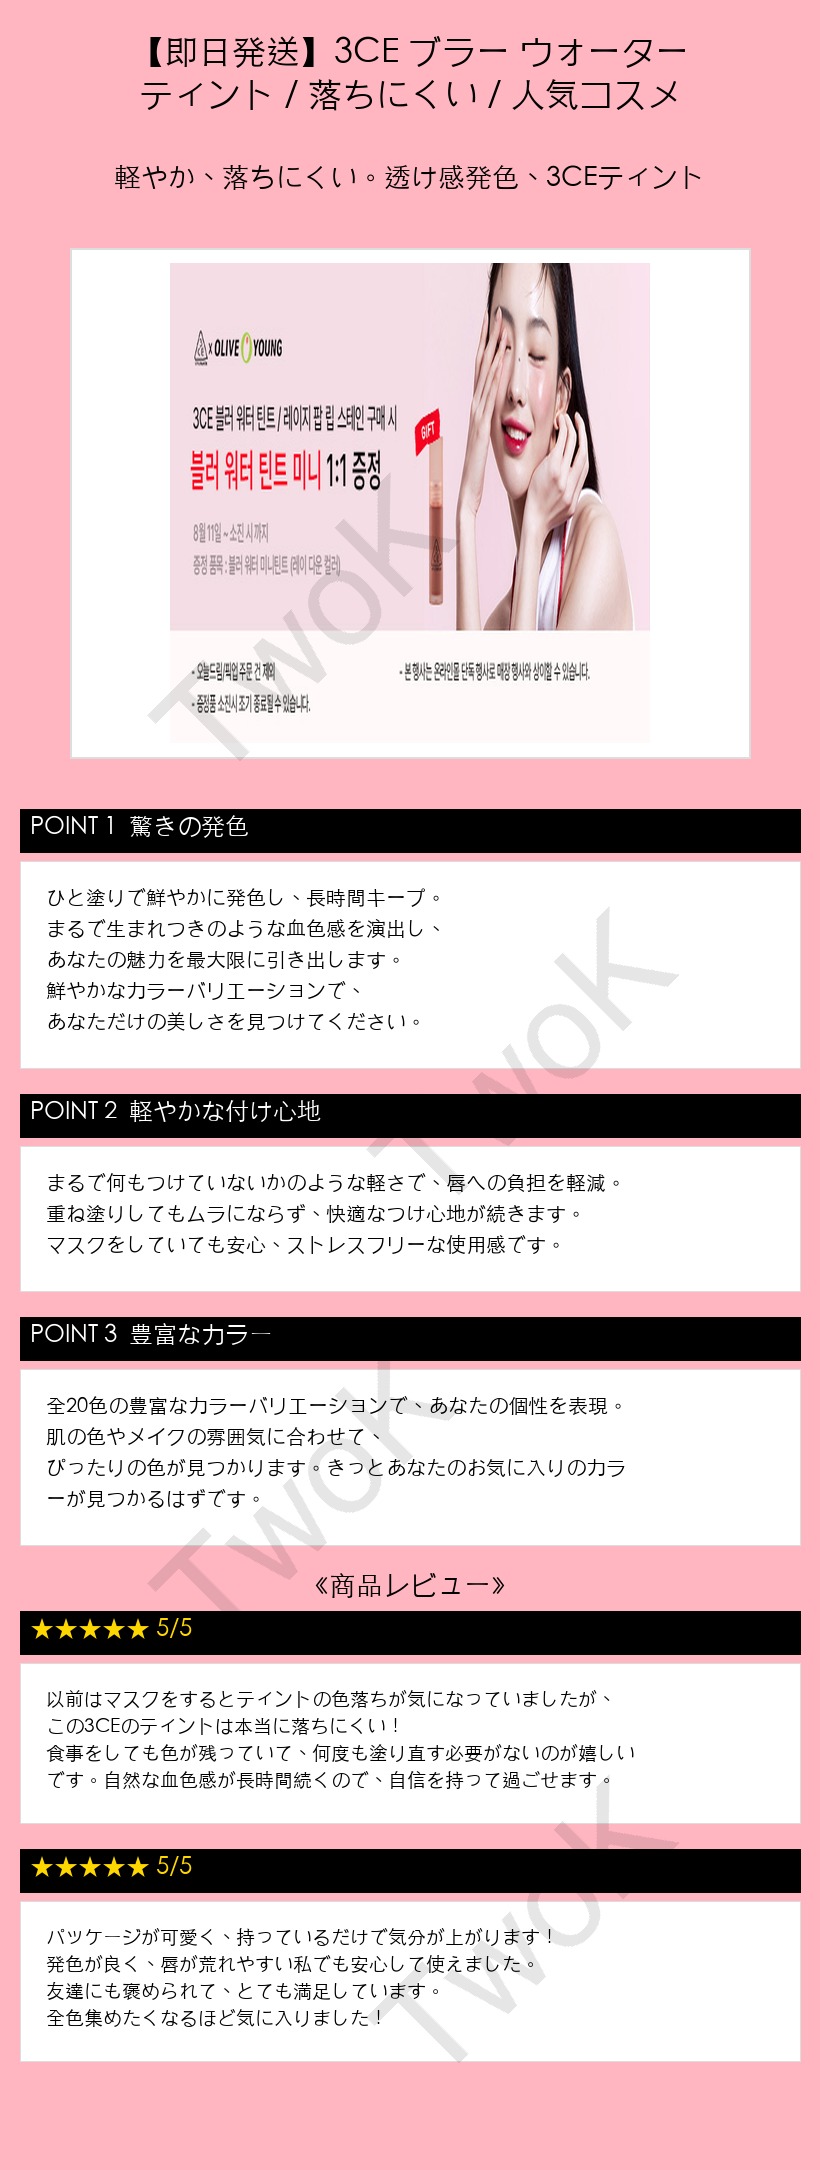 【即日発送】3CE ブラー ウォーター
ティント / 落ちにくい / 人気コスメ
軽やか、落ちにくい。透け感発色、3CEティント
3CE x OLIVE YOUNG
3CE 블러 워터 틴트 / 레이지 팝 립 스테인 구매 시
블러 워터 틴트 미니 1:1 증정
8월 11일 ~ 소진 시 까지
증정 품목 : 블러 워터 미니틴트 (레이 다운 컬러)
GIFT
- 오늘드림/픽업 주문 건 제외
- 본 행사는 온라인몰 단독 행사로 매장 행사와 상이할 수 있습니다.
- 증정품 소진시 조기 종료될 수 있습니다.
TwoK
POINT 1 驚きの発色
ひと塗りで鮮やかに発色し、長時間キープ。
まるで生まれつきのような血色感を演出し、
あなたの魅力を最大限に引き出します。
鮮やかなカラーバリエーションで、
あなただけの美しさを見つけてください。
TwoK
POINT 2 軽やかな付け心地
まるで何もつけていないかのような軽さで、唇への負担を軽減。
重ね塗りしてもムラにならず、快適なつけ心地が続きます。
マスクをしていても安心、ストレスフリーな使用感です。
POINT 3 豊富なカラー
全20色の豊富なカラーバリエーションで、あなたの個性を表現。
肌の色やメイクの雰囲気に合わせて、
ぴったりの色が見つかります。きっとあなたのお気に入りのカラ
ーが見つかるはずです。
TwoK
《商品レビュー》
★★★★★ 5/5
以前はマスクをするとティントの色落ちが気になっていましたが、
この3CEのティントは本当に落ちにくい！
食事をしても色が残っていて、何度も塗り直す必要がないのが嬉しい
です。自然な血色感が長時間続くので、自信を持って過ごせます。
★★★★★ 5/5
パッケージが可愛く、持っているだけで気分が上がります！
発色が良く、唇が荒れやすい私でも安心して使えました。
友達にも褒められて、とても満足しています。
全色集めたくなるほど気に入りました！
TwoK